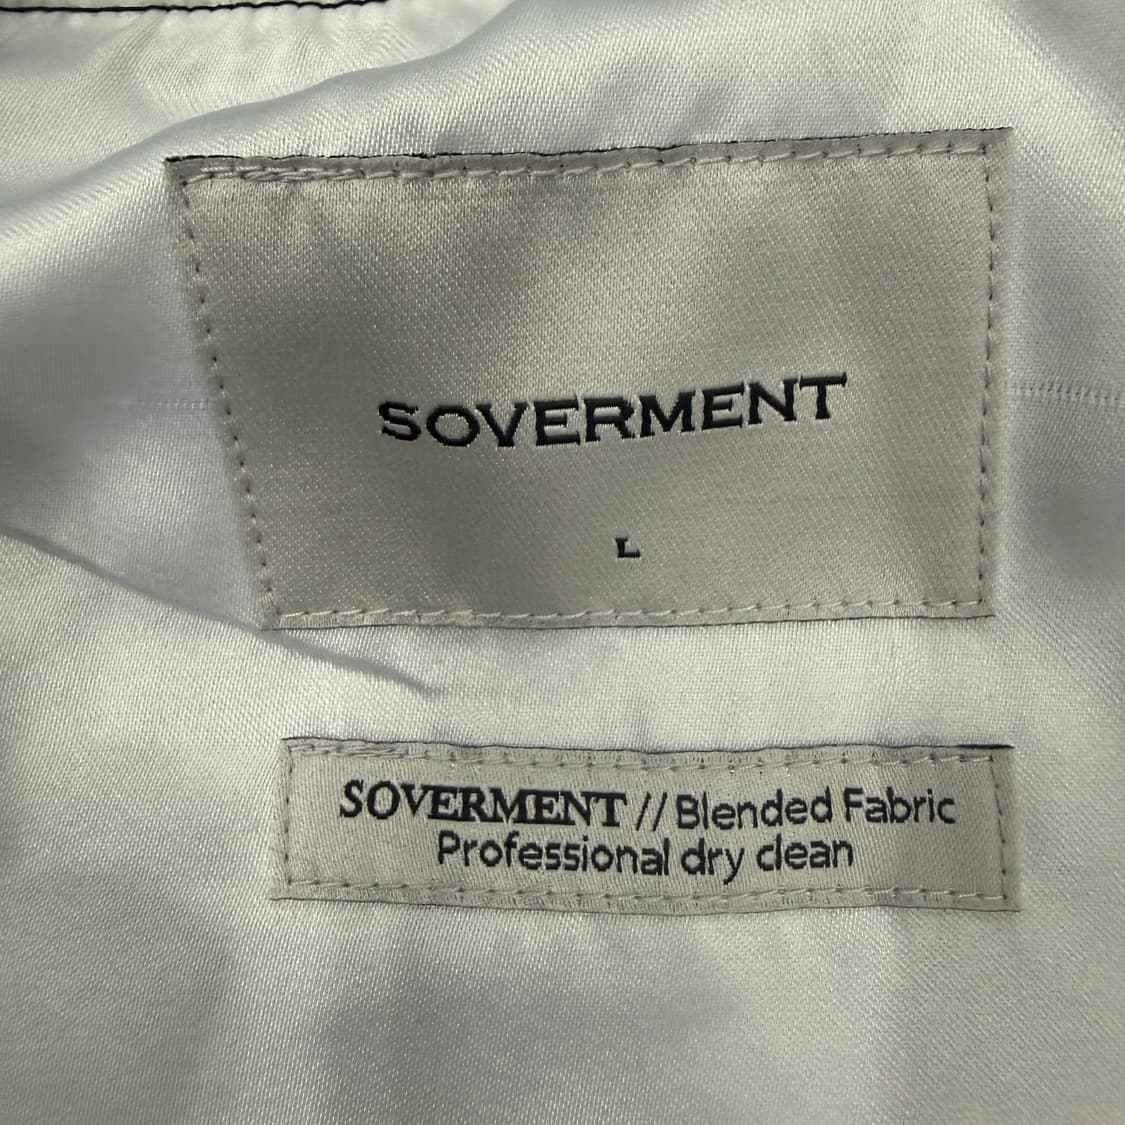 SOVERMENT
L
SOVERMENT // Blended Fabric
Professional dry clean